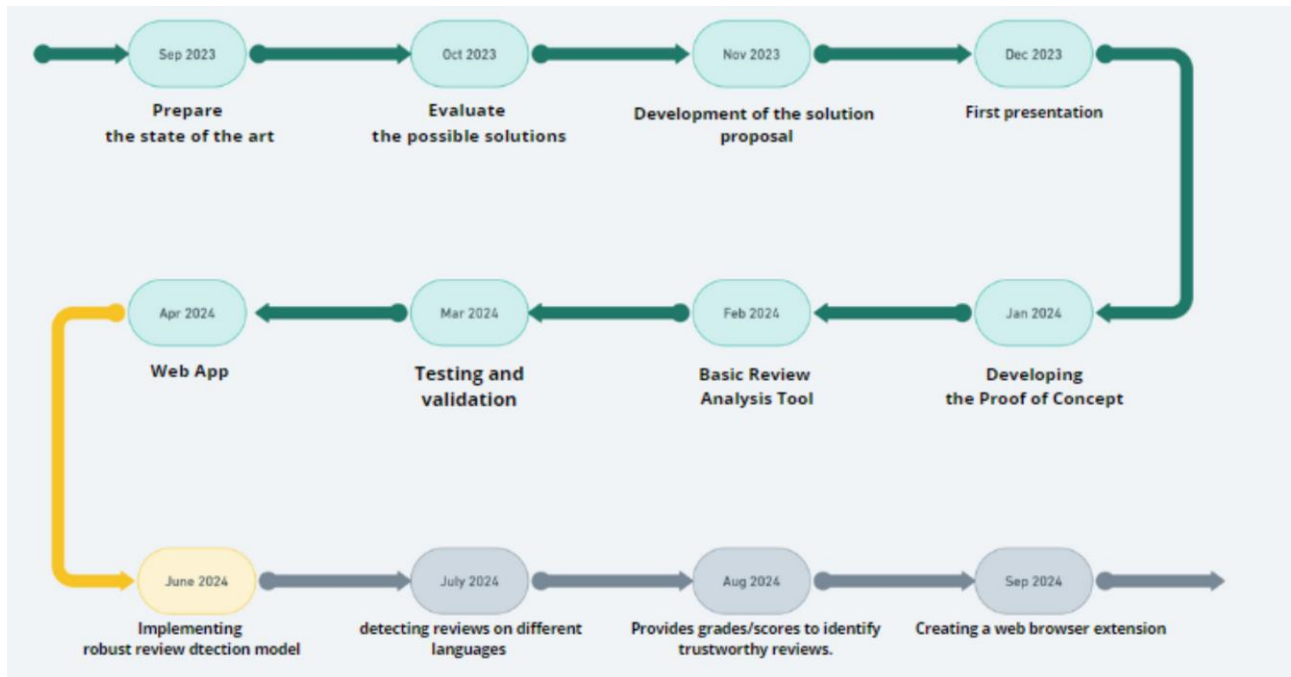 Sep 2023
Oct 2023
Nov 2023
Dec 2023
Prepare
the state of the art
Evaluate
the possible solutions
Development of the solution
proposal
First presentation
Apr 2024
Mar 2024
Feb 2024
Jan 2024
Web App
Testing and
validation
Basic Review
Analysis Tool
Developing
the Proof of Concept
June 2024
July 2024
Aug 2024
Sep 2024
Implementing
robust review dtection model
detecting reviews on different
languages
Provides grades/scores to identify
trustworthy reviews.
Creating a web browser extension